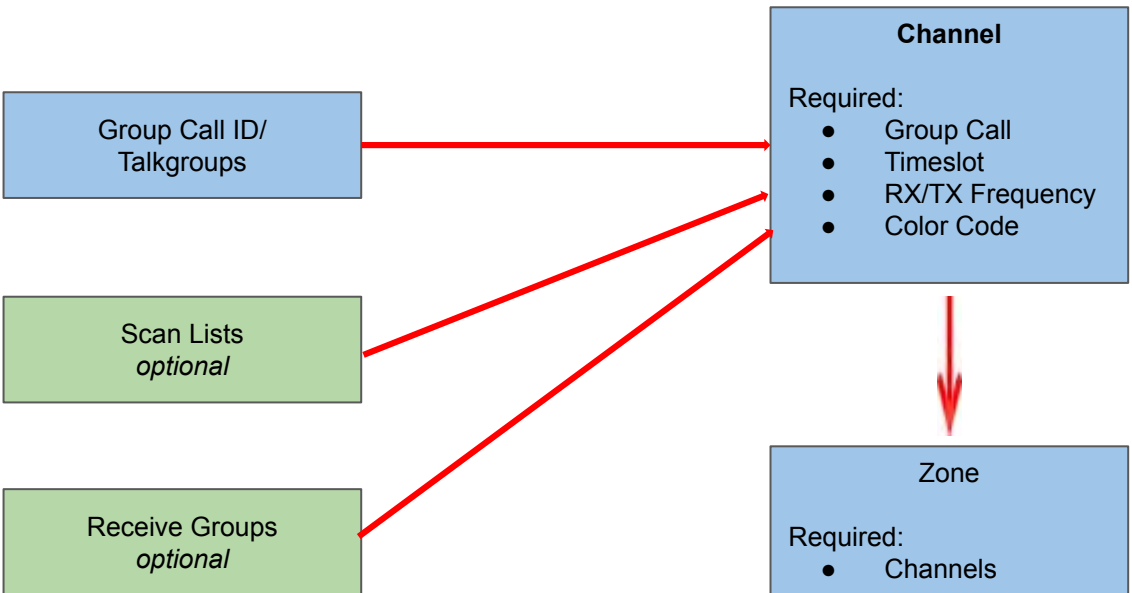 Channel
Required:
● Group Call
● Timeslot
● RX/TX Frequency
● Color Code
Group Call ID/
Talkgroups
Scan Lists
optional
Receive Groups
optional
Zone
Required:
● Channels